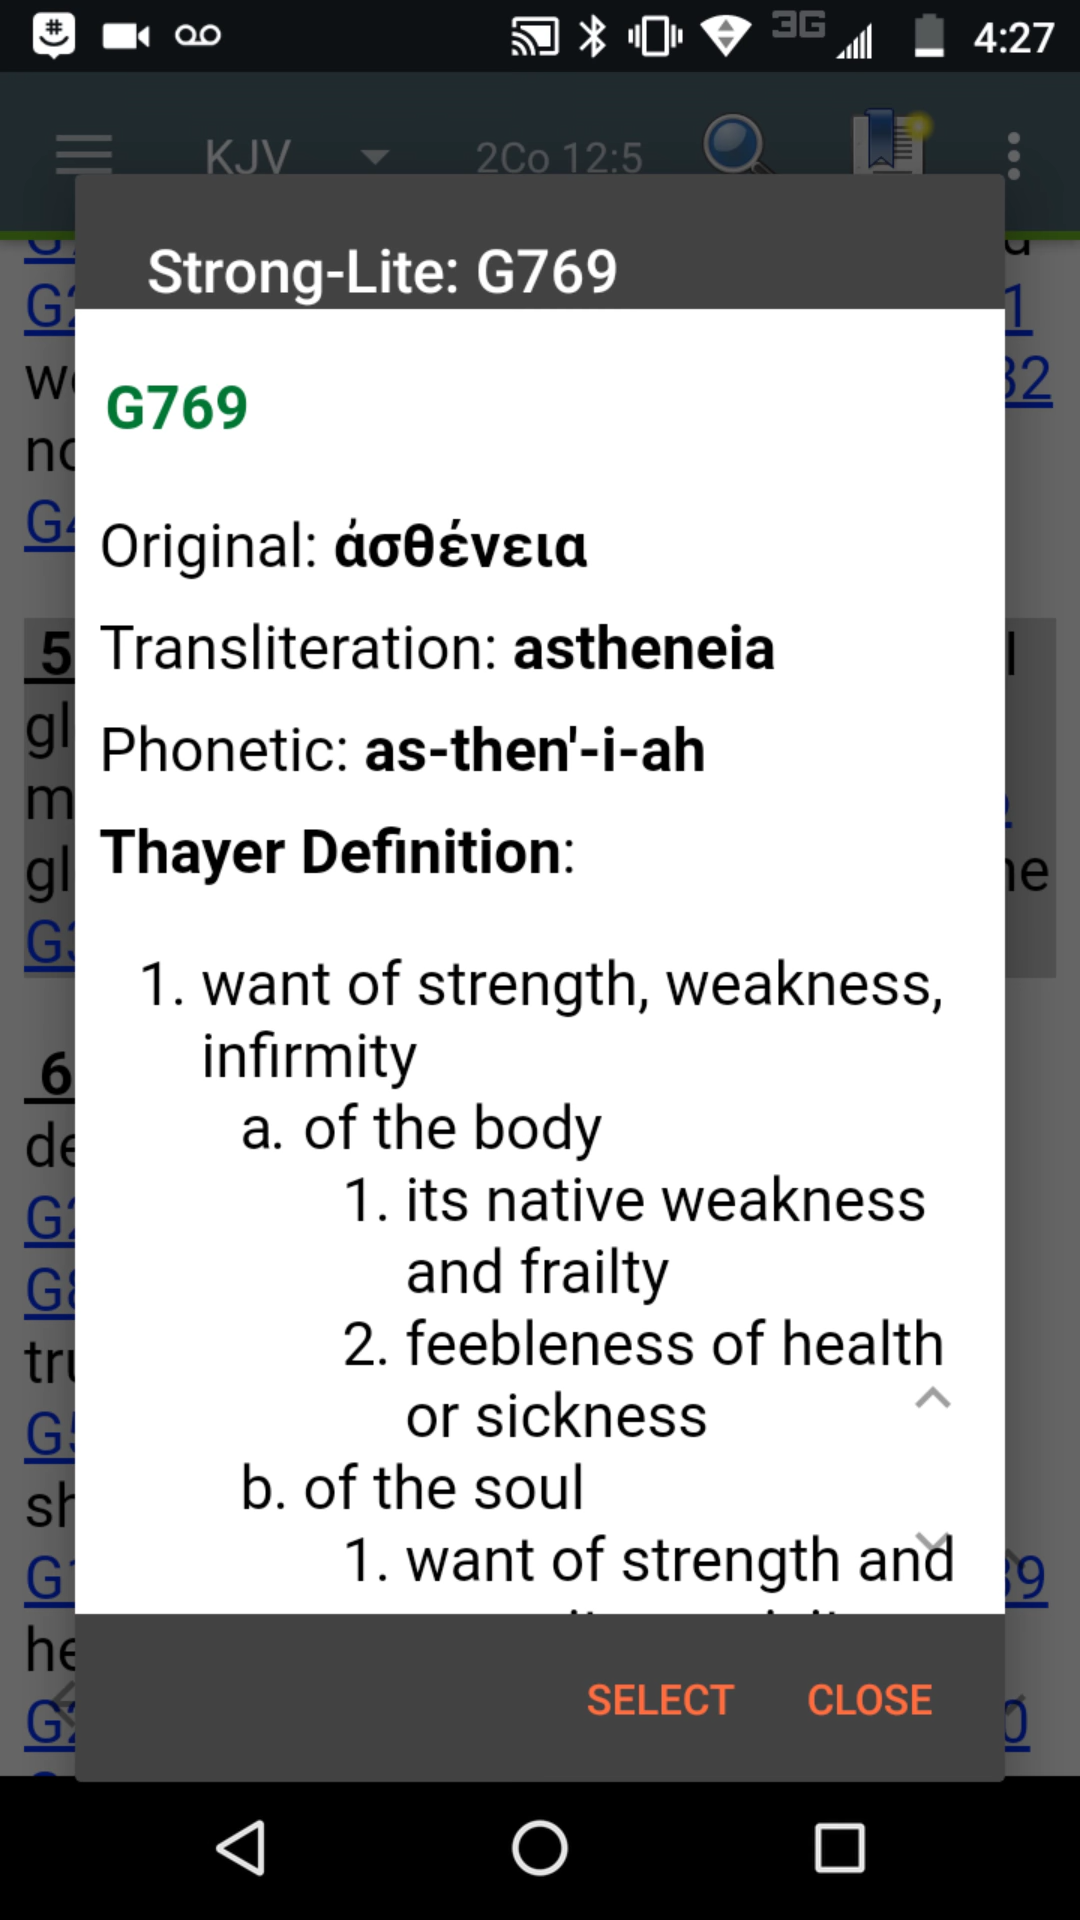 3G 4:27
KJV 2Co 12:5
Strong-Lite: G769
G769
Original: ἀσθένεια
Transliteration: astheneia
Phonetic: as-then'-i-ah
Thayer Definition:
1. want of strength, weakness,
infirmity
a. of the body
1. its native weakness
and frailty
2. feebleness of health
or sickness
b. of the soul
1. want of strength and
SELECT CLOSE
5
6